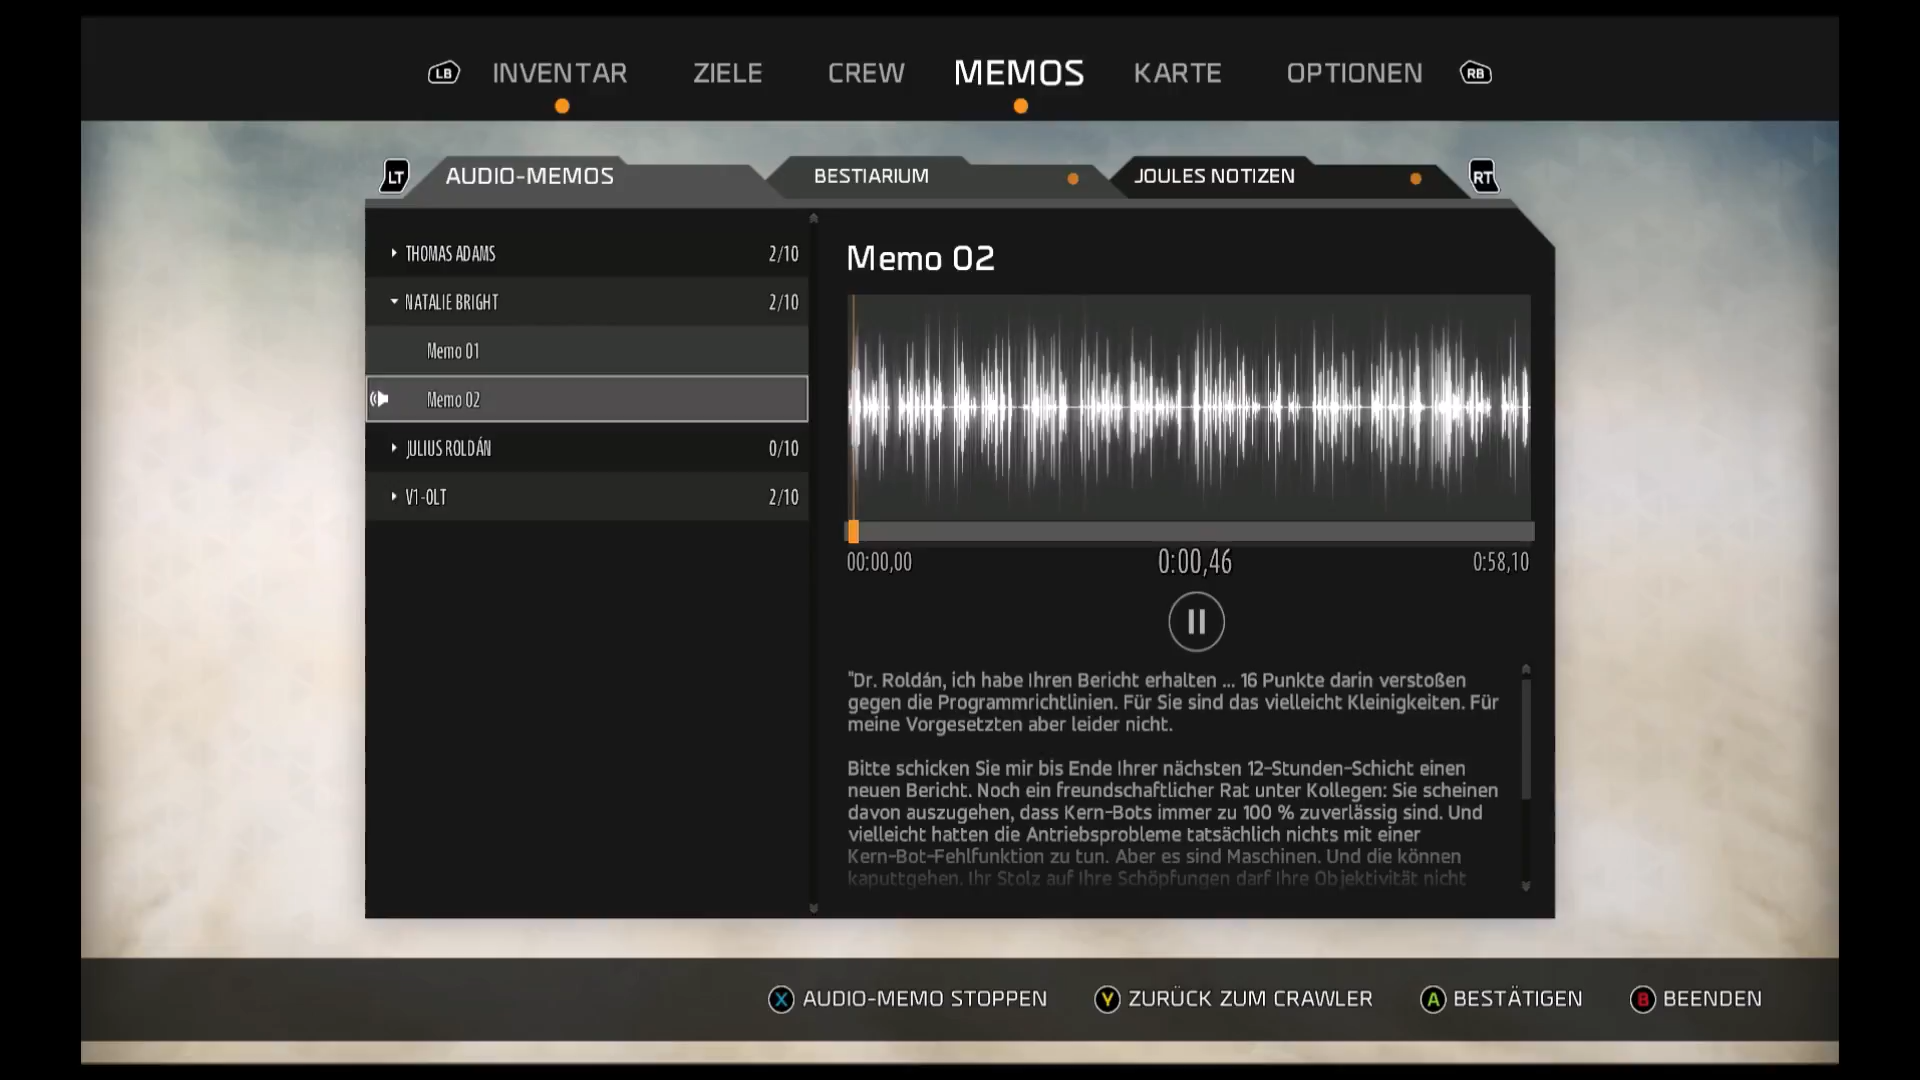 LB INVENTAR ZIELE CREW MEMOS KARTE OPTIONEN RB
LT AUDIO-MEMOS BESTIARIUM JOULES NOTIZEN RT
THOMAS ADAMS 2/10
NATALIE BRIGHT 2/10
Memo 01
Memo 02
JULIUS ROLDÁN 0/10
V1-OLT 2/10
Memo 02
00:00,00 0:00,46 0:58,10
"Dr. Roldán, ich habe Ihren Bericht erhalten ... 16 Punkte darin verstoßen
gegen die Programmrichtlinien. Für Sie sind das vielleicht Kleinigkeiten. Für
meine Vorgesetzten aber leider nicht.
Bitte schicken Sie mir bis Ende Ihrer nächsten 12-Stunden-Schicht einen
neuen Bericht. Noch ein freundschaftlicher Rat unter Kollegen: Sie scheinen
davon auszugehen, dass Kern-Bots immer zu 100 % zuverlässig sind. Und
vielleicht hatten die Antriebsprobleme tatsächlich nichts mit einer
Kern-Bot-Fehlfunktion zu tun. Aber es sind Maschinen. Und die können
kaputtgehen. Ihr Stolz auf Ihre Schöpfungen darf Ihre Objektivität nicht
X AUDIO-MEMO STOPPEN Y ZURÜCK ZUM CRAWLER A BESTÄTIGEN B BEENDEN